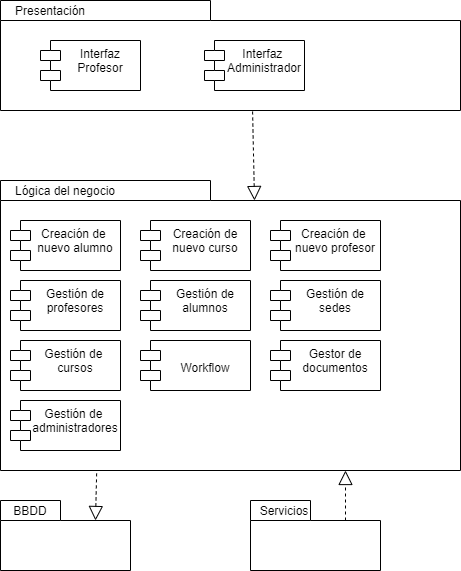 Presentación
Interfaz
Profesor
Interfaz
Administrador
Lógica del negocio
Creación de
nuevo alumno
Creación de
nuevo curso
Creación de
nuevo profesor
Gestión de
profesores
Gestión de
alumnos
Gestión de
sedes
Gestión de
cursos
Workflow
Gestor de
documentos
Gestión de
administradores
BBDD
Servicios